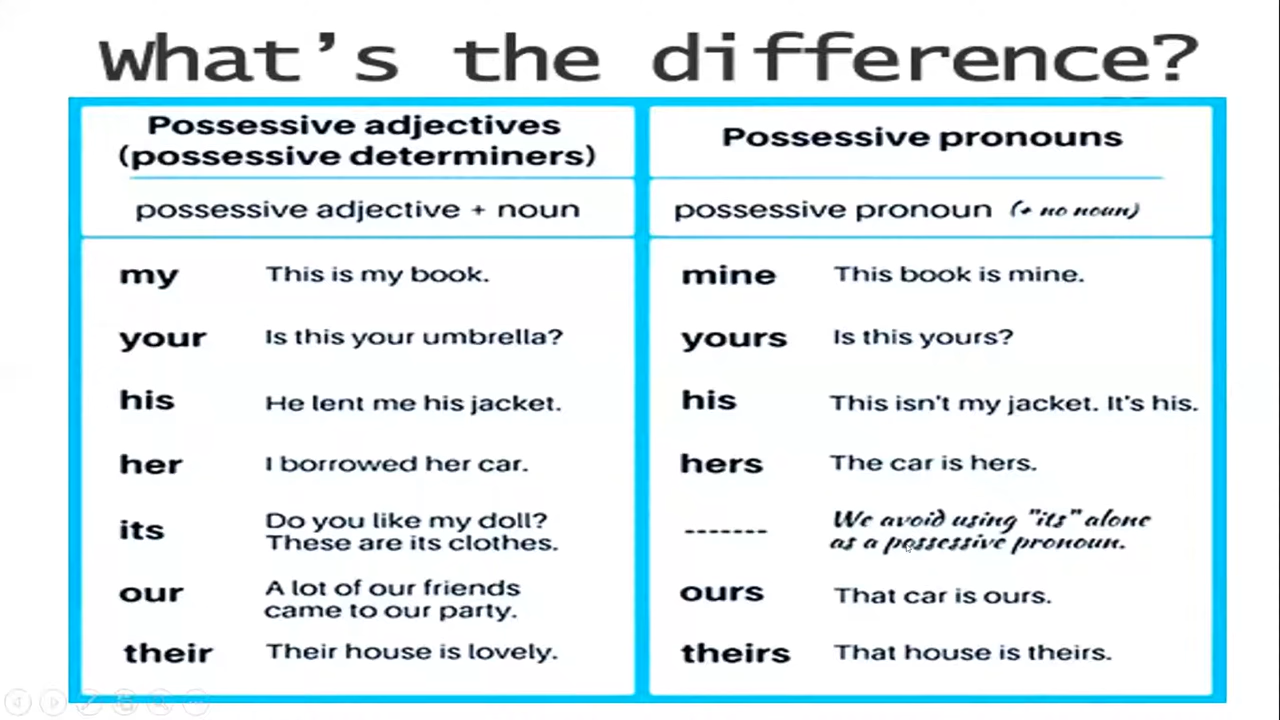 What's the difference?
Possessive adjectives
(possessive determiners)
Possessive pronouns
possessive adjective + noun
possessive pronoun (+ no noun)
my This is my book.
mine This book is mine.
your Is this your umbrella?
yours Is this yours?
his He lent me his jacket.
his This isn't my jacket. It's his.
her I borrowed her car.
hers The car is hers.
its Do you like my doll?
These are its clothes.
------- We avoid using "its" alone
as a possessive pronoun.
our A lot of our friends
came to our party.
ours That car is ours.
their Their house is lovely.
theirs That house is theirs.